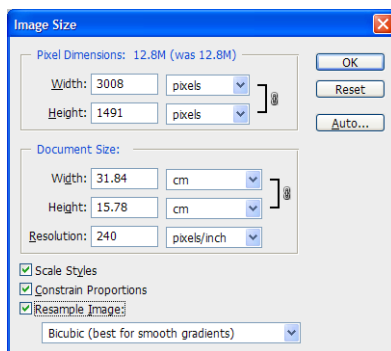 Image Size
Pixel Dimensions: 12.8M (was 12.8M)
Width: 3008 pixels
Height: 1491 pixels
OK
Reset
Auto...
Document Size:
Width: 31.84 cm
Height: 15.78 cm
Resolution: 240 pixels/inch
Scale Styles
Constrain Proportions
Resample Image:
Bicubic (best for smooth gradients)